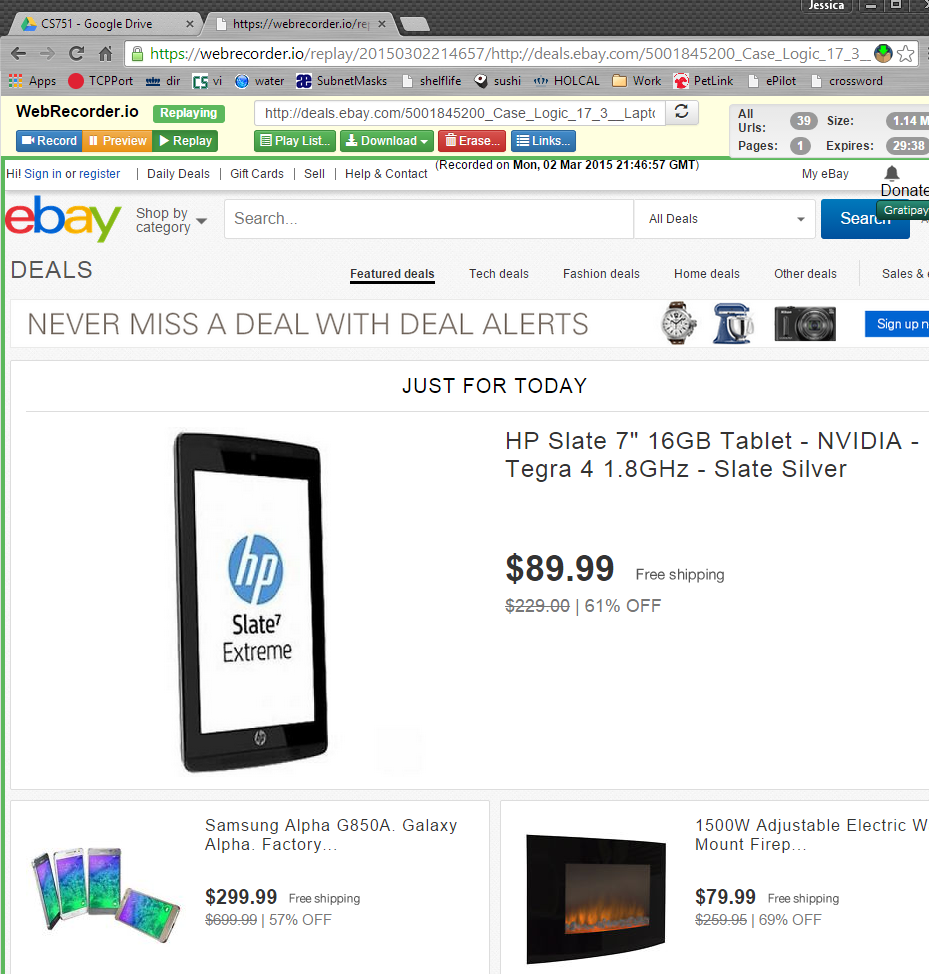 Jessica
CS751 - Google Drive
https://webrecorder.io/rep
https://webrecorder.io/replay/20150302214657/http://deals.ebay.com/5001845200_Case_Logic_17_3_
Apps TCPPort dir vi water SubnetMasks shelflife sushi HOLCAL Work PetLink ePilot crossword
WebRecorder.io Replaying http://deals.ebay.com/5001845200_Case_Logic_17_3__Lapto
All Urls: 39 Size: 1.14 M
Record Preview Replay Play List... Download Erase... Links... Pages: 1 Expires: 29:38
(Recorded on Mon, 02 Mar 2015 21:46:57 GMT)
Hi! Sign in or register | Daily Deals | Gift Cards | Sell | Help & Contact My eBay
Donate
Gratipay
ebay Shop by category Search... All Deals Search
DEALS Featured deals Tech deals Fashion deals Home deals Other deals Sales &
NEVER MISS A DEAL WITH DEAL ALERTS Sign up n
JUST FOR TODAY
HP Slate 7" 16GB Tablet - NVIDIA -
Tegra 4 1.8GHz - Slate Silver
$89.99 Free shipping
$229.00 | 61% OFF
hp
Slate7
Extreme
hp
Samsung Alpha G850A. Galaxy
Alpha. Factory...
$299.99 Free shipping
$699.99 | 57% OFF
1500W Adjustable Electric W
Mount Firep...
$79.99 Free shipping
$259.95 | 69% OFF